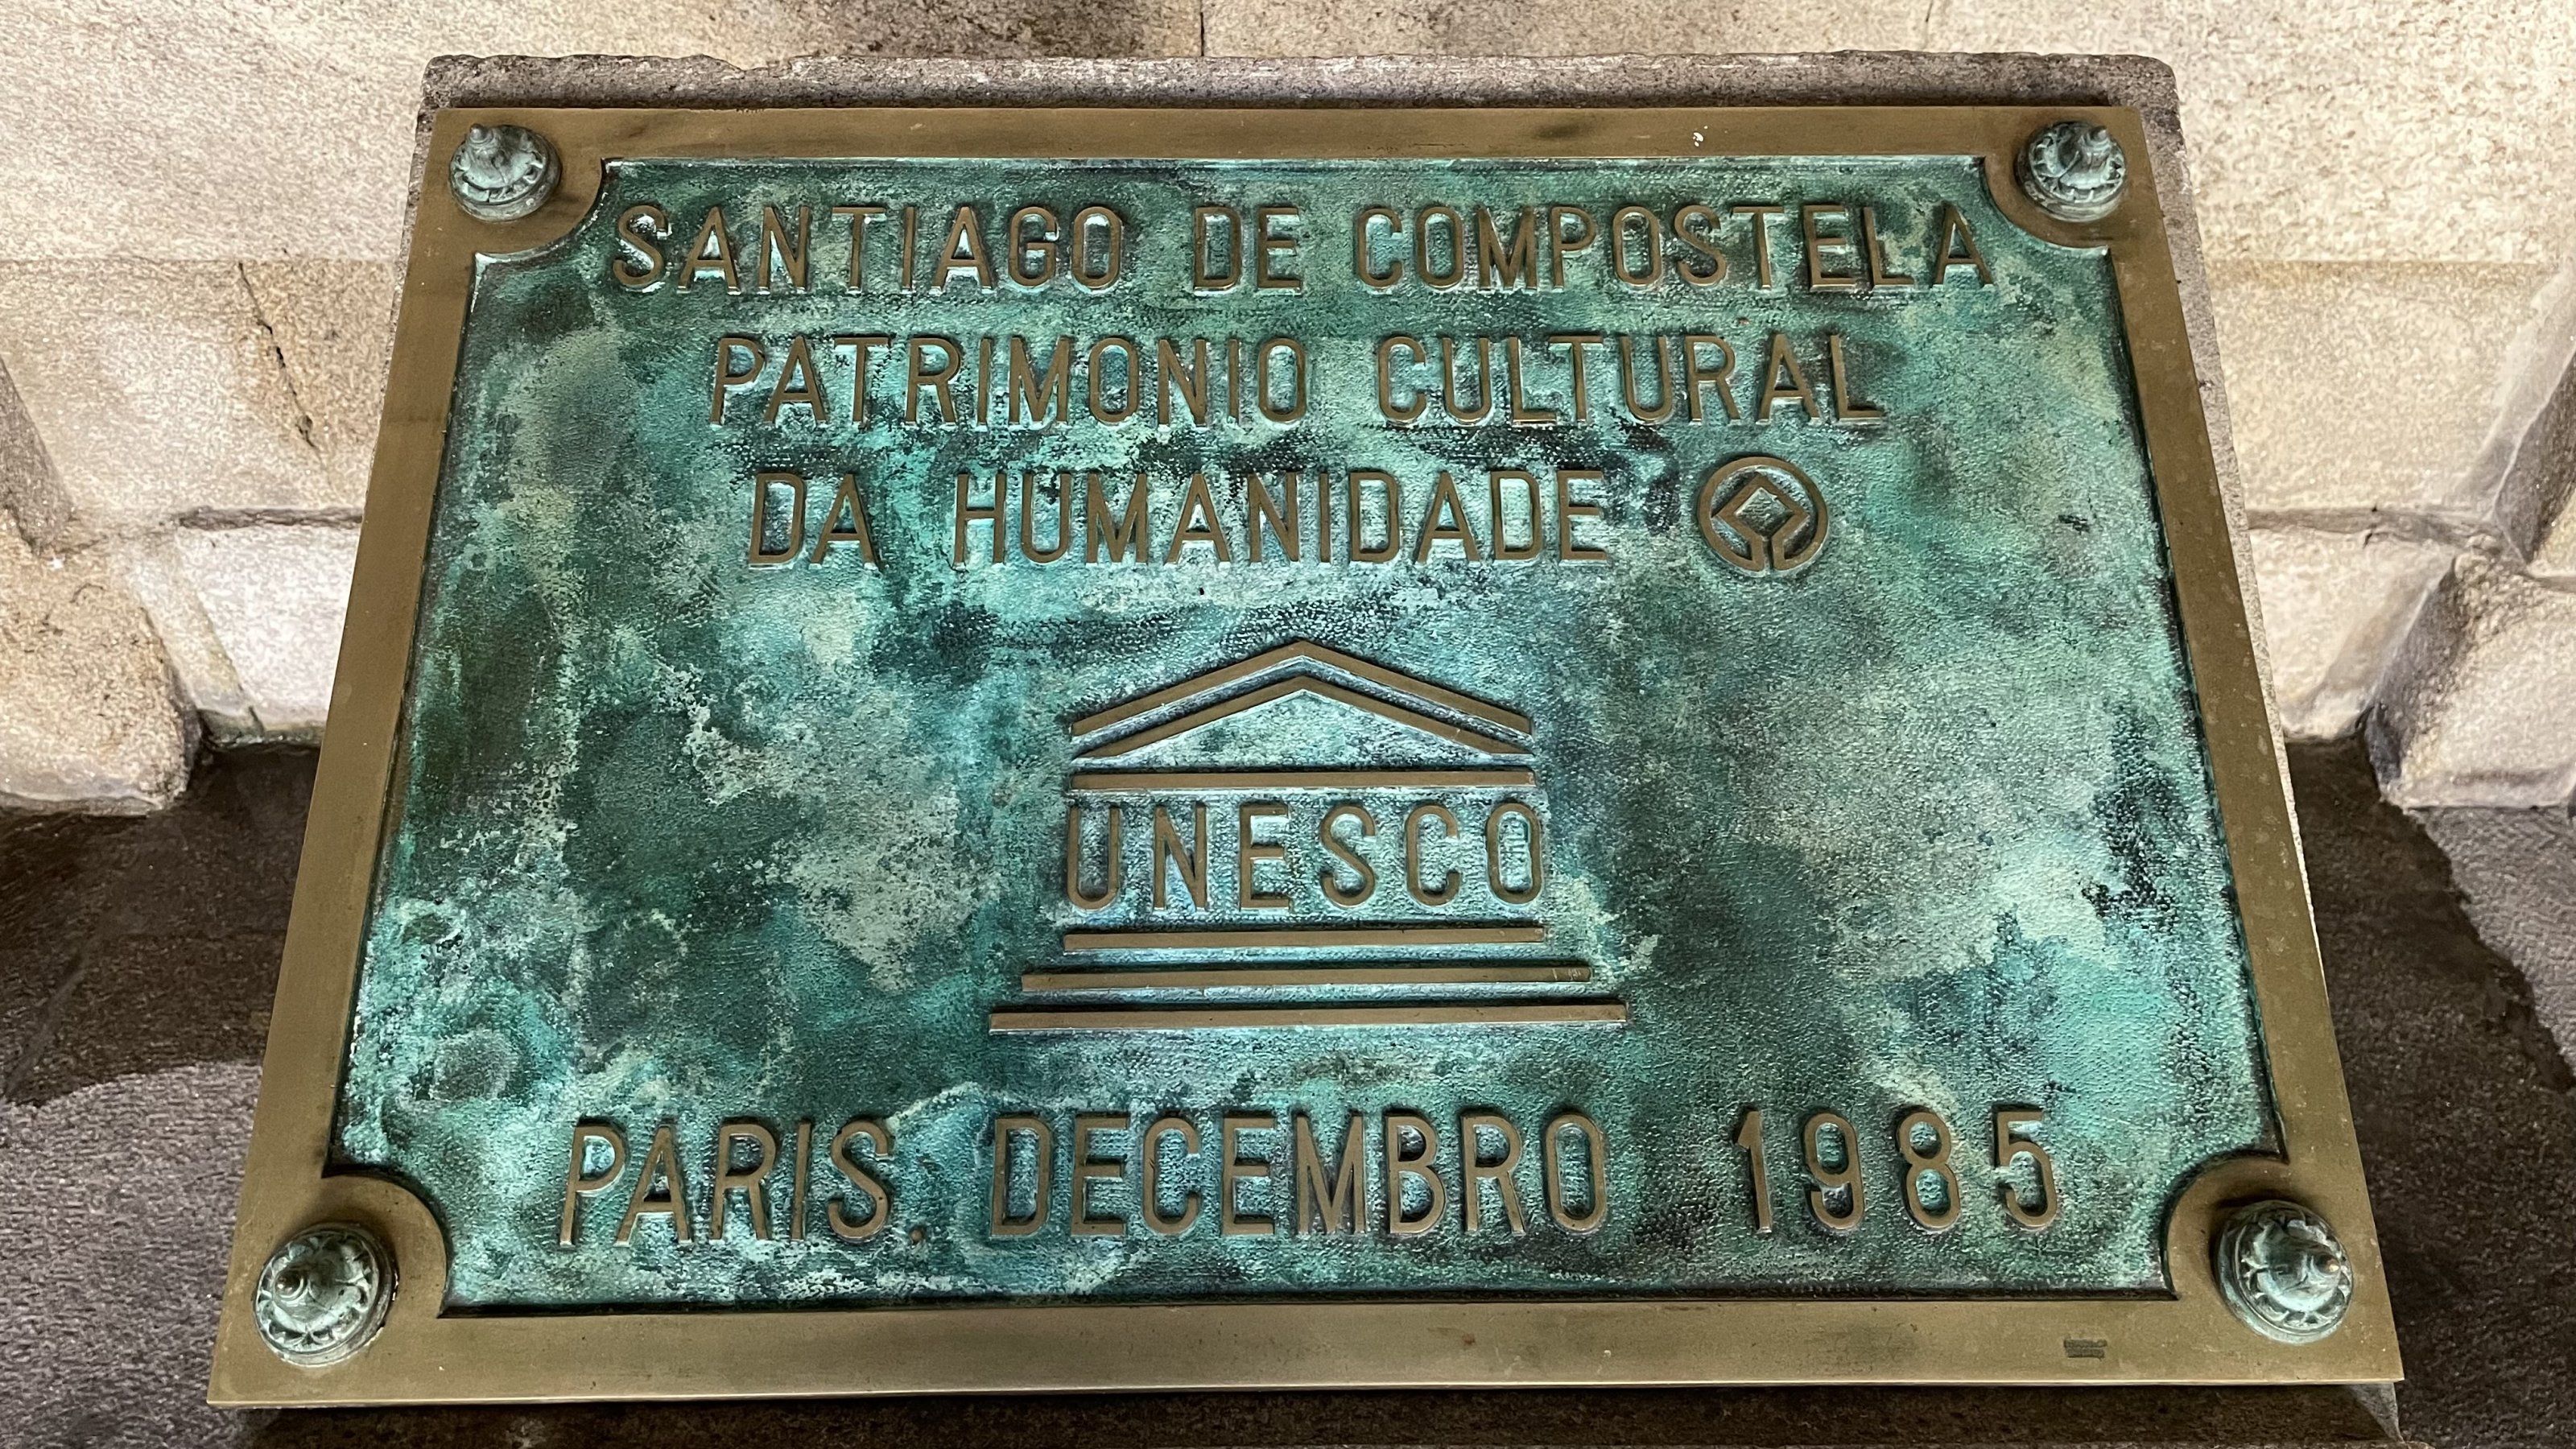 SANTIAGO DE COMPOSTELA
PATRIMONIO CULTURAL
DA HUMANIDADE
UNESCO
PARIS. DECEMBRO 1985